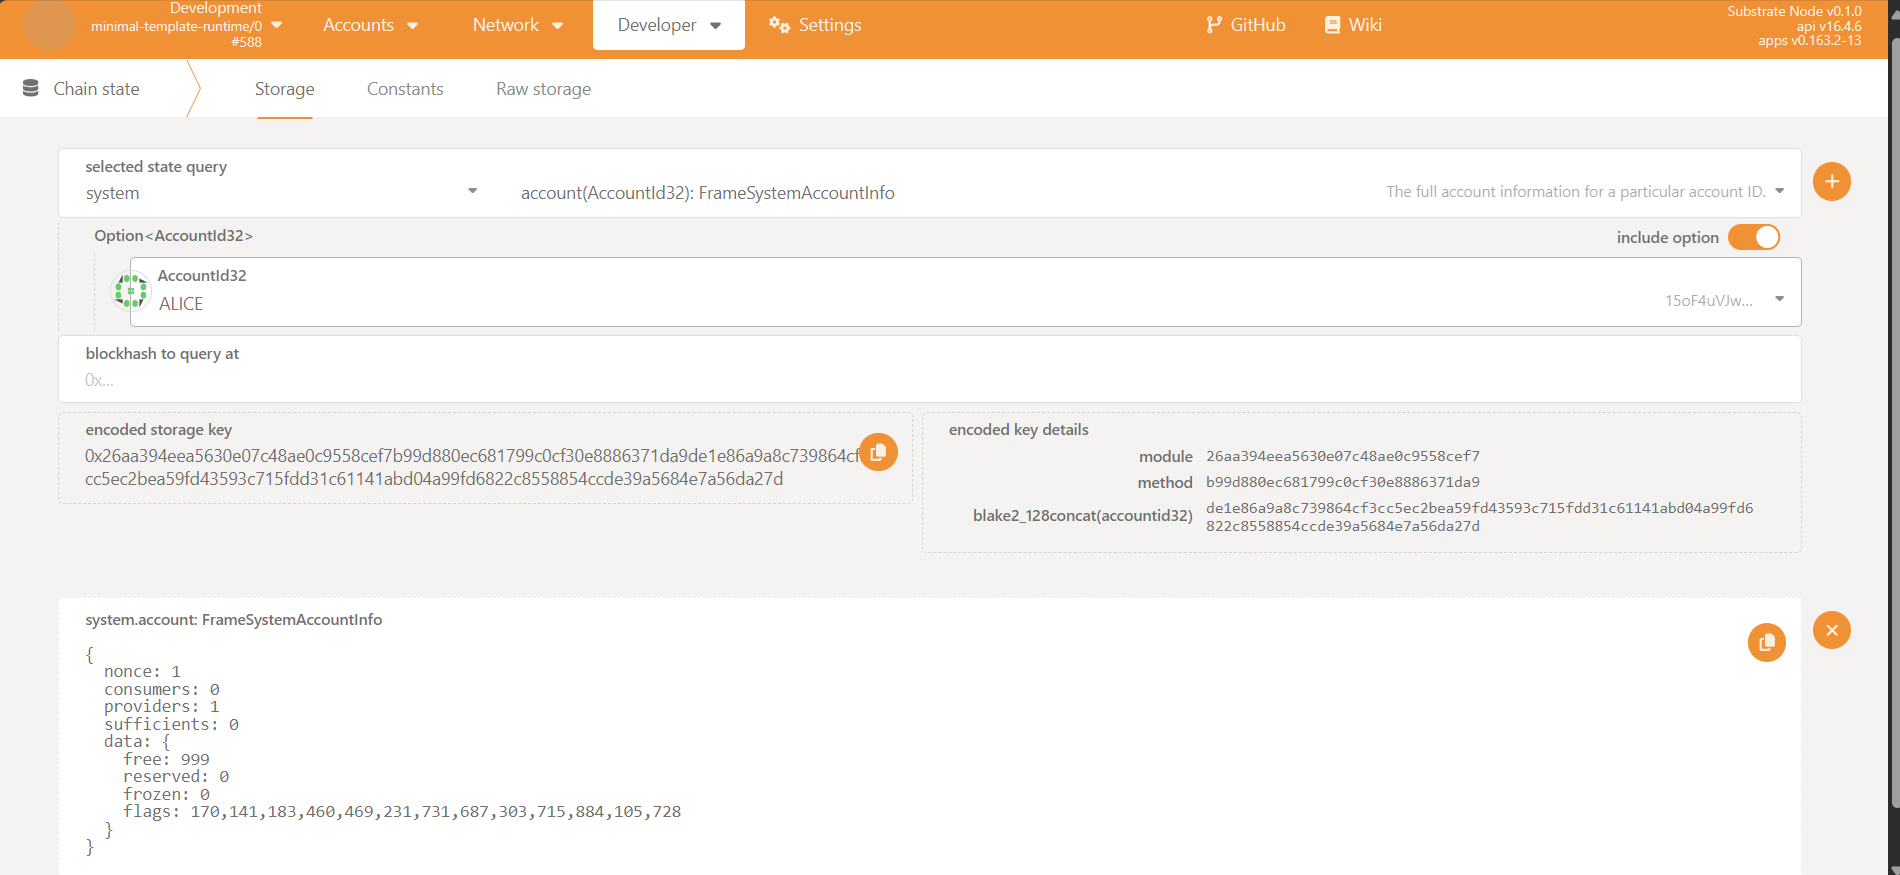 Development
minimal-template-runtime/0
#588
Accounts
Network
Developer
Settings
GitHub
Wiki
Substrate Node v0.1.0
api v16.4.6
apps v0.163.2-13
Chain state
Storage
Constants
Raw storage
selected state query
system
account(AccountId32): FrameSystemAccountInfo
The full account information for a particular account ID.
Option<AccountId32>
include option
AccountId32
ALICE
15oF4uVJw...
blockhash to query at
0x...
encoded storage key
0x26aa394eea5630e07c48ae0c9558cef7b99d880ec681799c0cf30e8886371da9de1e86a9a8c739864cf
cc5ec2bea59fd43593c715fdd31c61141abd04a99fd6822c8558854ccde39a5684e7a56da27d
encoded key details
module 26aa394eea5630e07c48ae0c9558cef7
method b99d880ec681799c0cf30e8886371da9
blake2_128concat(accountid32) de1e86a9a8c739864cf3cc5ec2bea59fd43593c715fdd31c61141abd04a99fd6
822c8558854ccde39a5684e7a56da27d
system.account: FrameSystemAccountInfo
{
nonce: 1
consumers: 0
providers: 1
sufficients: 0
data: {
free: 999
reserved: 0
frozen: 0
flags: 170,141,183,460,469,231,731,687,303,715,884,105,728
}
}